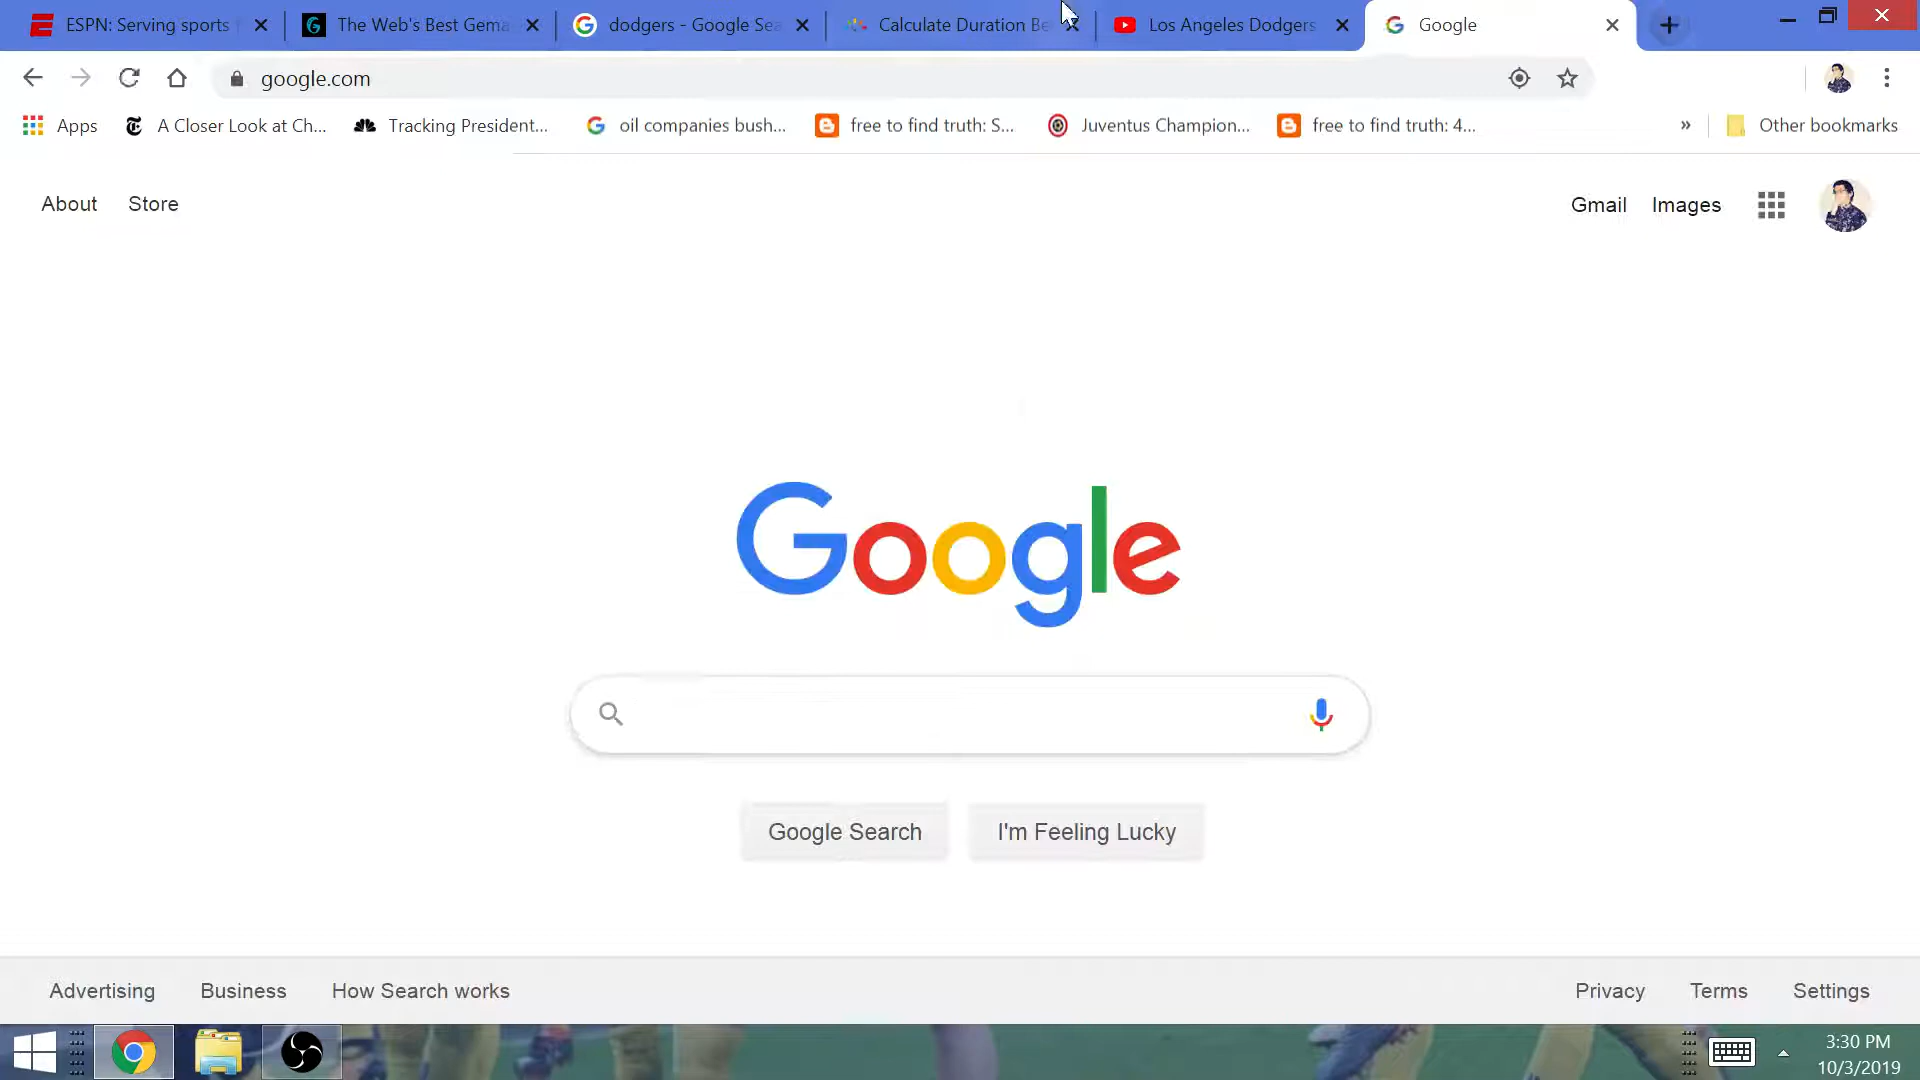 ESPN: Serving sports
The Web's Best Gema
dodgers - Google Sea
Calculate Duration Be
Los Angeles Dodgers
Google
google.com
Apps
A Closer Look at Ch...
Tracking President...
oil companies bush...
free to find truth: S...
Juventus Champion...
free to find truth: 4...
»
Other bookmarks
About
Store
Gmail
Images
Google
Google Search
I'm Feeling Lucky
Advertising
Business
How Search works
Privacy
Terms
Settings
3:30 PM
10/3/2019